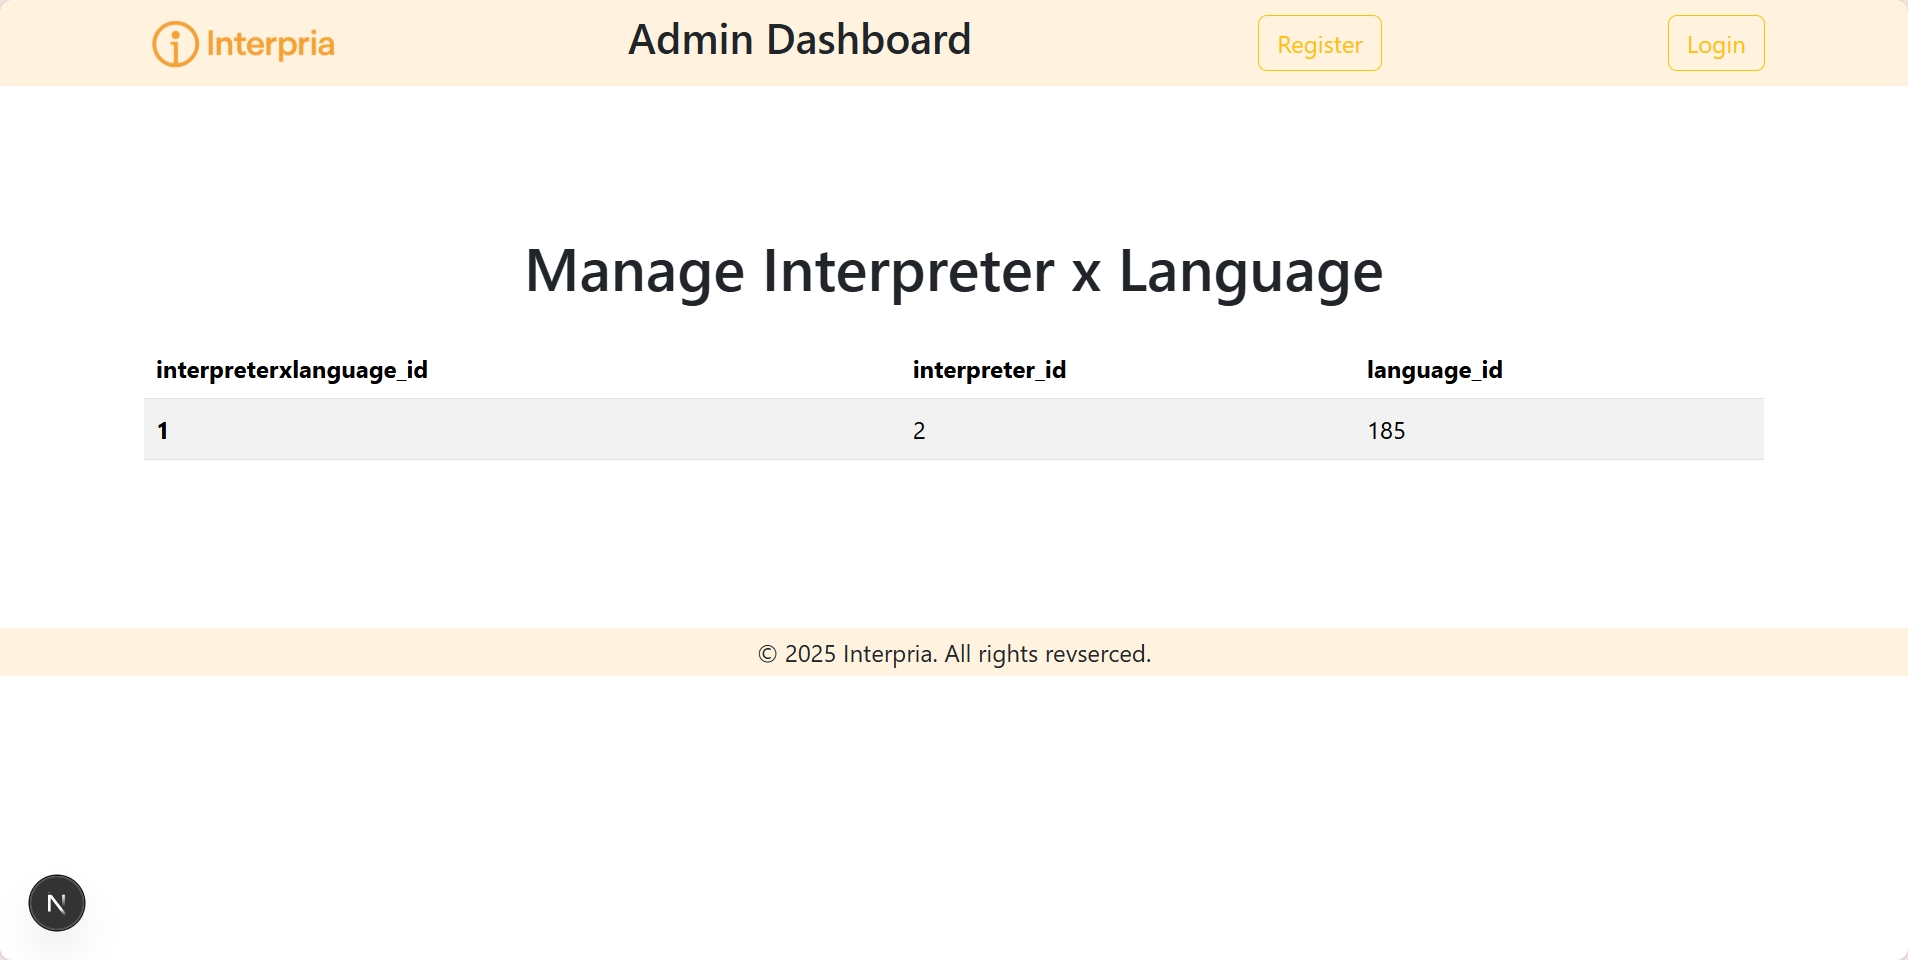 Interpria
Admin Dashboard
Register
Login
Manage Interpreter x Language
interpreterxlanguage_id interpreter_id language_id
1 2 185
© 2025 Interpria. All rights revserced.
N